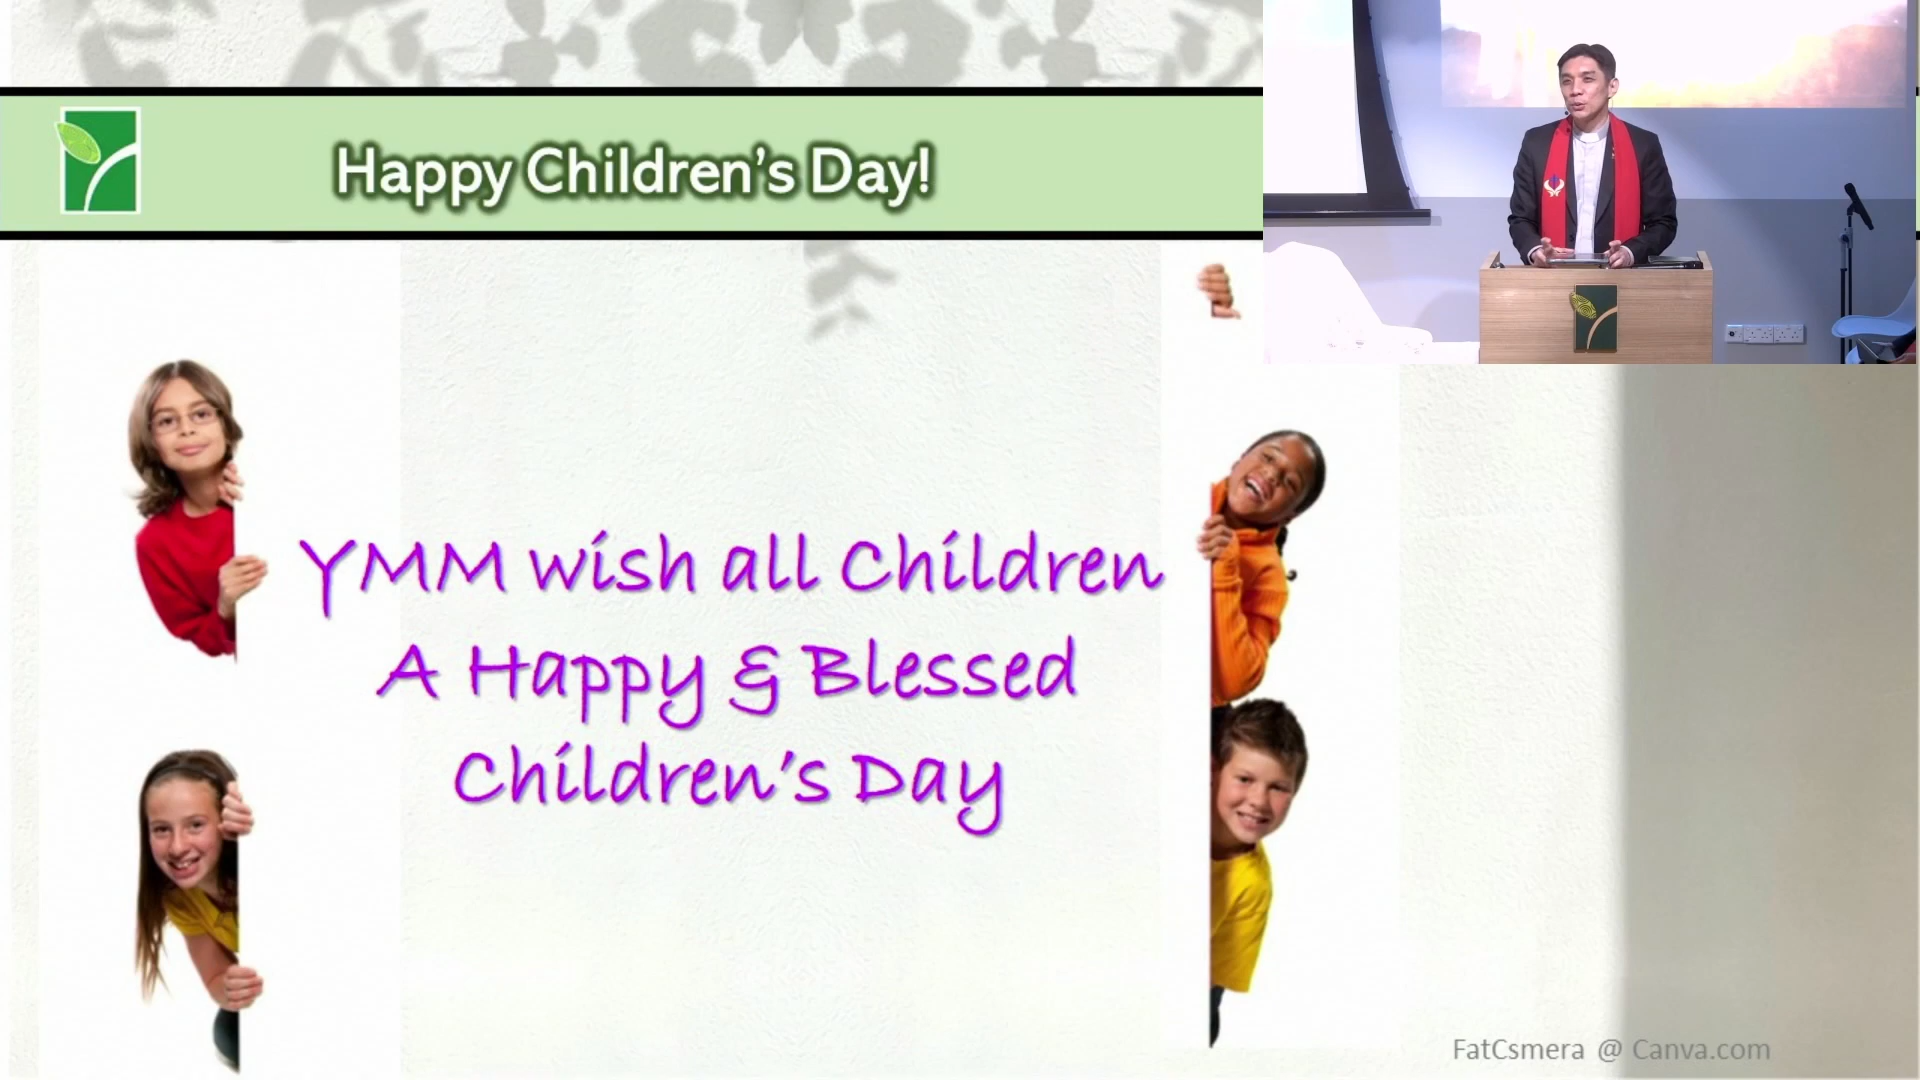 Happy Children's Day!
YMM wish all Children
A Happy & Blessed
Children's Day
FatCsmera @ Canva.com